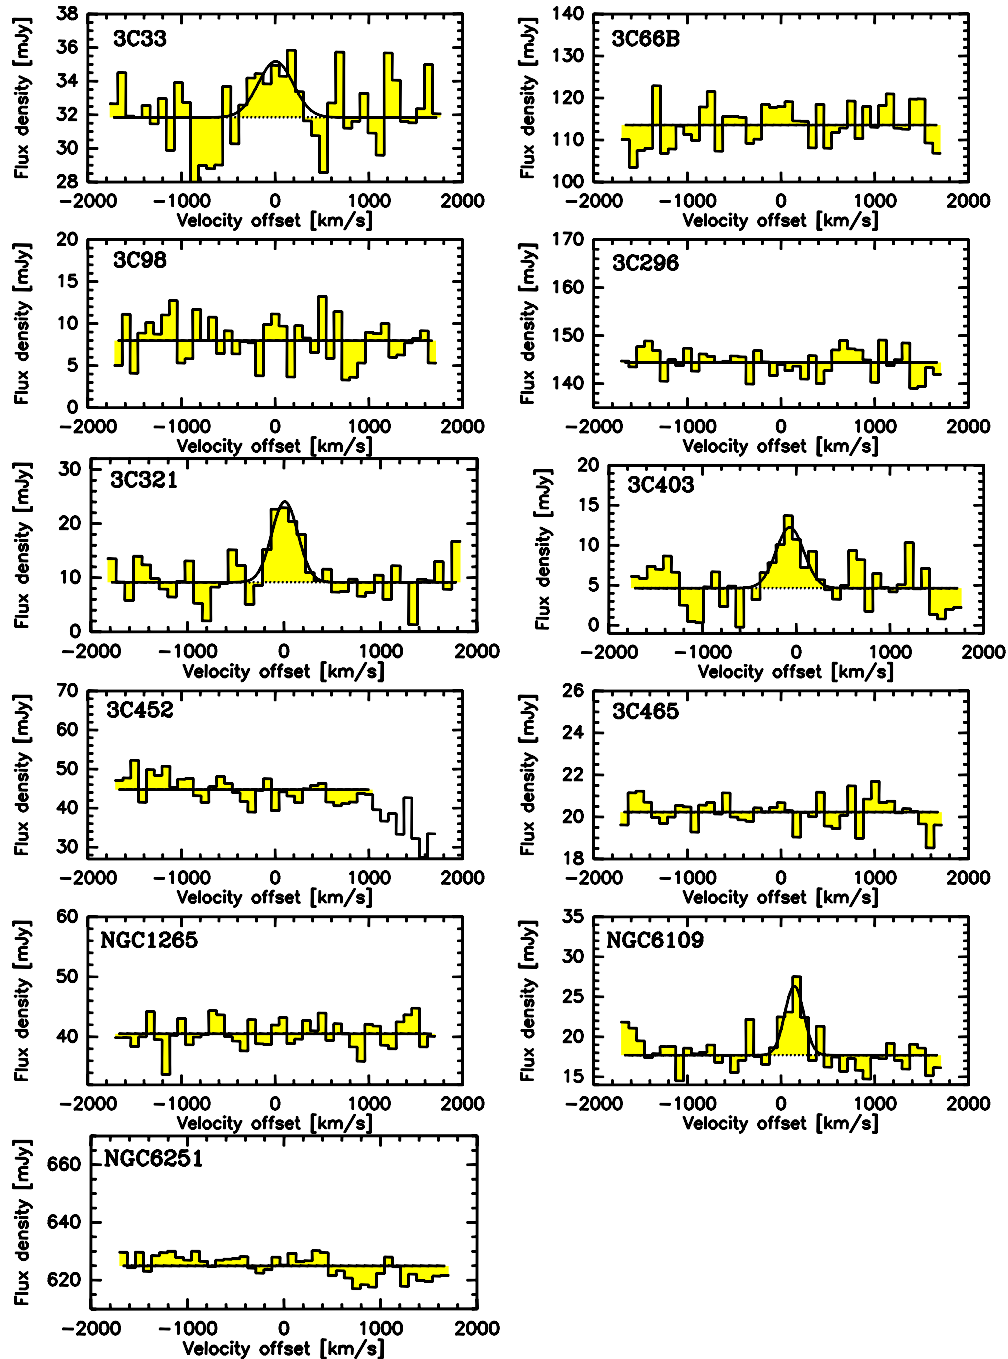 38
36
34
32
30
28
Flux density [mJy]
3C33
−2000 −1000 0 1000 2000
Velocity offset [km/s]
140
130
120
110
100
Flux density [mJy]
3C66B
−2000 −1000 0 1000 2000
Velocity offset [km/s]
20
15
10
5
0
Flux density [mJy]
3C98
−2000 −1000 0 1000 2000
Velocity offset [km/s]
170
160
150
140
Flux density [mJy]
3C296
−2000 −1000 0 1000 2000
Velocity offset [km/s]
30
20
10
0
Flux density [mJy]
3C321
−2000 −1000 0 1000 2000
Velocity offset [km/s]
20
15
10
5
0
Flux density [mJy]
3C403
−2000 −1000 0 1000 2000
Velocity offset [km/s]
70
60
50
40
30
Flux density [mJy]
3C452
−2000 −1000 0 1000 2000
Velocity offset [km/s]
26
24
22
20
18
Flux density [mJy]
3C465
−2000 −1000 0 1000 2000
Velocity offset [km/s]
60
50
40
Flux density [mJy]
NGC1265
−2000 −1000 0 1000 2000
Velocity offset [km/s]
35
30
25
20
15
Flux density [mJy]
NGC6109
−2000 −1000 0 1000 2000
Velocity offset [km/s]
660
640
620
Flux density [mJy]
NGC6251
−2000 −1000 0 1000 2000
Velocity offset [km/s]